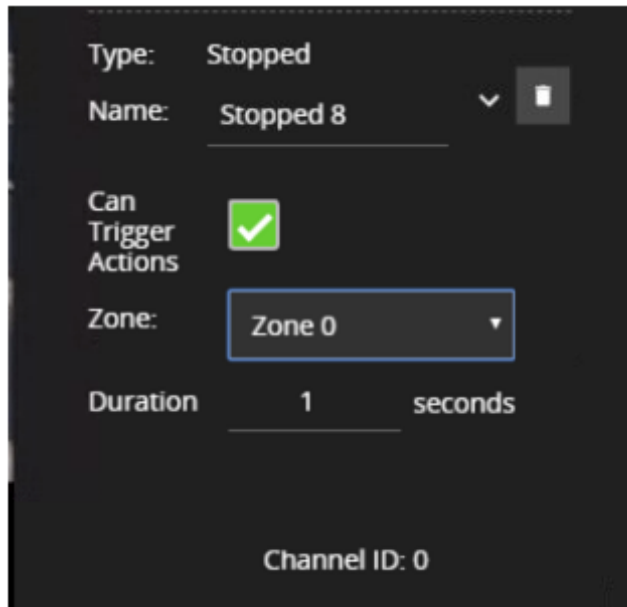 Type: Stopped
Name: Stopped 8
Can
Trigger
Actions
Zone: Zone 0
Duration 1 seconds
Channel ID: 0